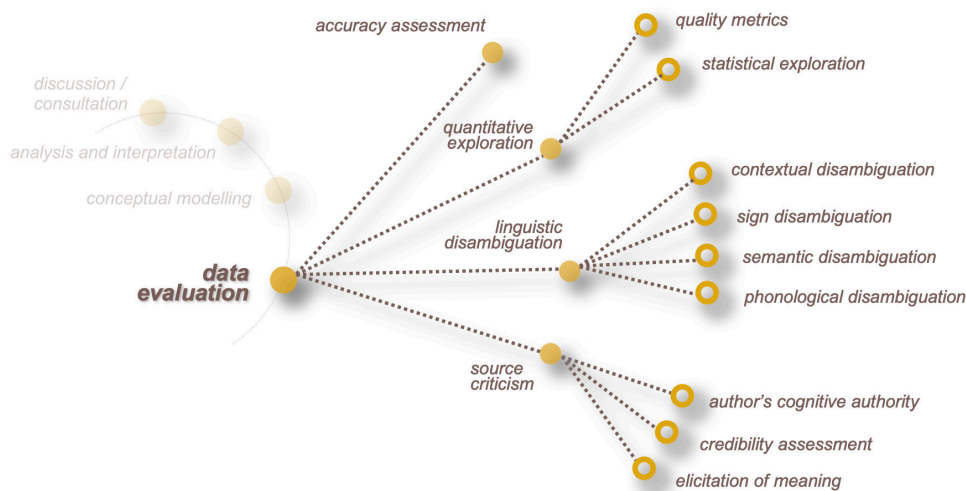 accuracy assessment
quality metrics
statistical exploration
discussion /
consultation
quantitative
exploration
analysis and interpretation
contextual disambiguation
conceptual modelling
sign disambiguation
linguistic
disambiguation
semantic disambiguation
data
evaluation
phonological disambiguation
source
criticism
author's cognitive authority
credibility assessment
elicitation of meaning